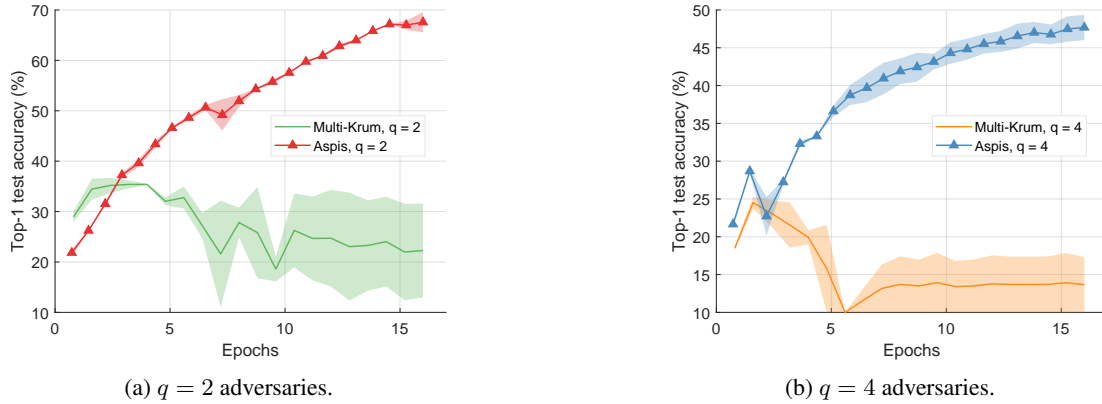 70
60
50
40
30
20
10
0
5
10
15
Top-1 test accuracy (%)
Epochs
Multi-Krum, q = 2
Aspis, q = 2
(a) q = 2 adversaries.
50
45
40
35
30
25
20
15
10
0
5
10
15
Top-1 test accuracy (%)
Epochs
Multi-Krum, q = 4
Aspis, q = 4
(b) q = 4 adversaries.